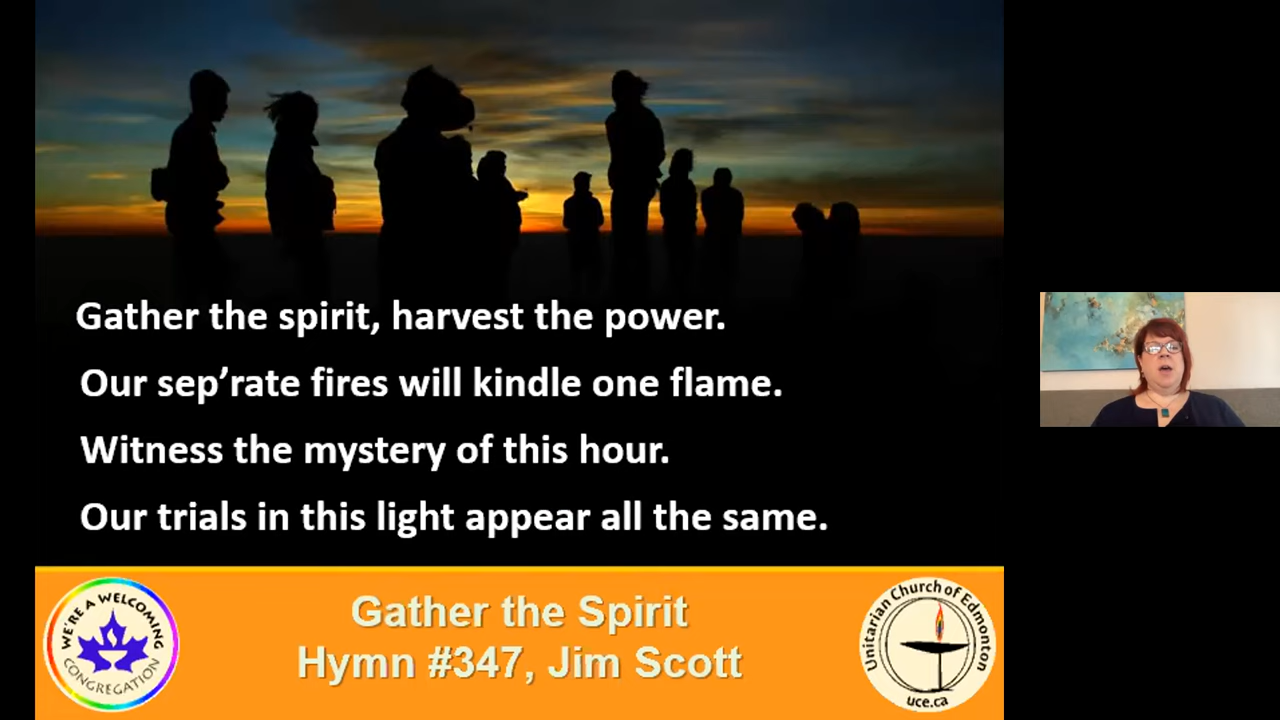 Gather the spirit, harvest the power.
Our sep’rate fires will kindle one flame.
Witness the mystery of this hour.
Our trials in this light appear all the same.
WE'RE A WELCOMING
CONGREGATION
Gather the Spirit
Hymn #347, Jim Scott
Unitarian Church of Edmonton
uce.ca